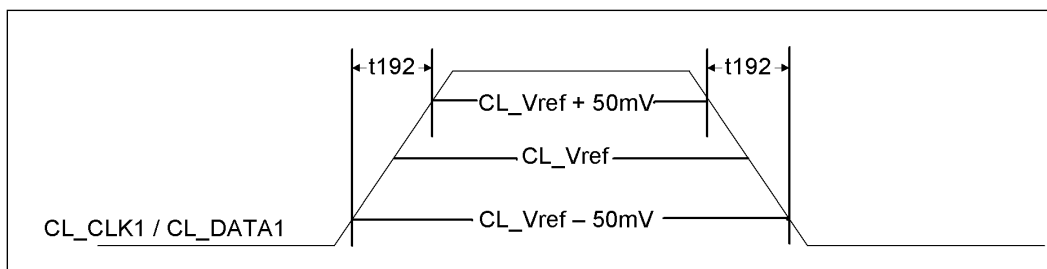 t192
t192
CL_Vref + 50mV
CL_Vref
CL_Vref – 50mV
CL_CLK1 / CL_DATA1